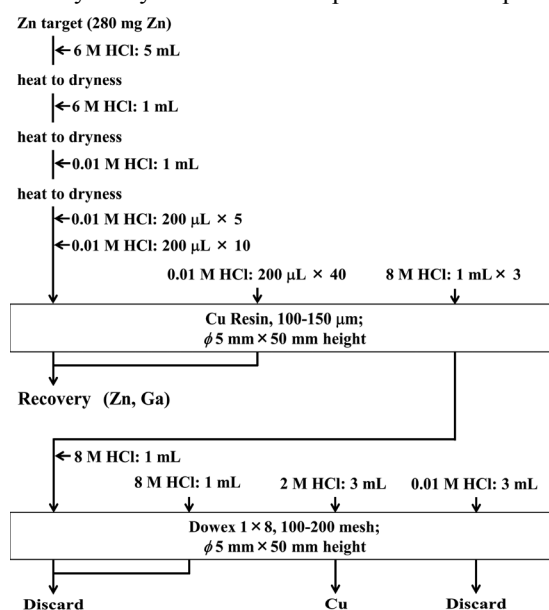 Zn target (280 mg Zn)
6 M HCl: 5 mL
heat to dryness
6 M HCl: 1 mL
heat to dryness
0.01 M HCl: 1 mL
heat to dryness
0.01 M HCl: 200 μL × 5
0.01 M HCl: 200 μL × 10
0.01 M HCl: 200 μL × 40
8 M HCl: 1 mL × 3
Cu Resin, 100-150 μm;
ϕ 5 mm × 50 mm height
Recovery (Zn, Ga)
8 M HCl: 1 mL
8 M HCl: 1 mL
2 M HCl: 3 mL
0.01 M HCl: 3 mL
Dowex 1 × 8, 100-200 mesh;
ϕ 5 mm × 50 mm height
Discard
Cu
Discard